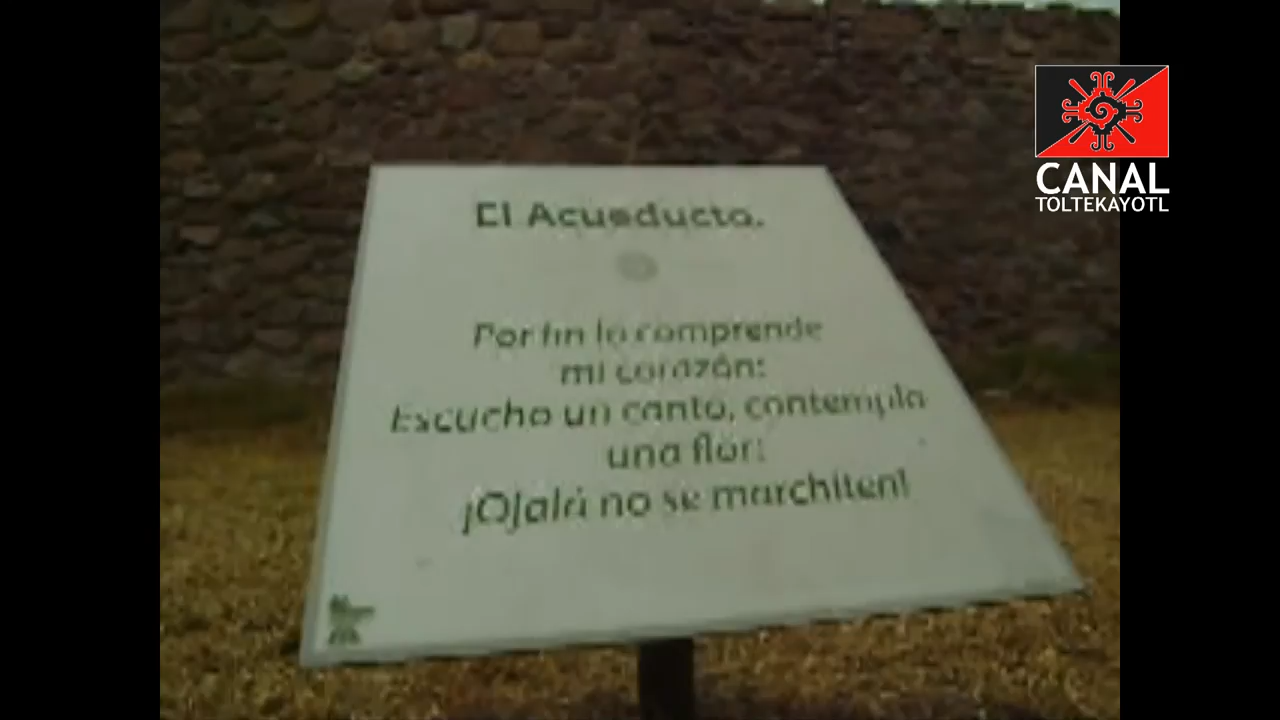 El Acueducto.
Por fin lo comprende
mi corazón:
Escucho un canto, contemplo
una flor:
¡Ojalá no se marchiten!
CANAL
TOLTEKAYOTL